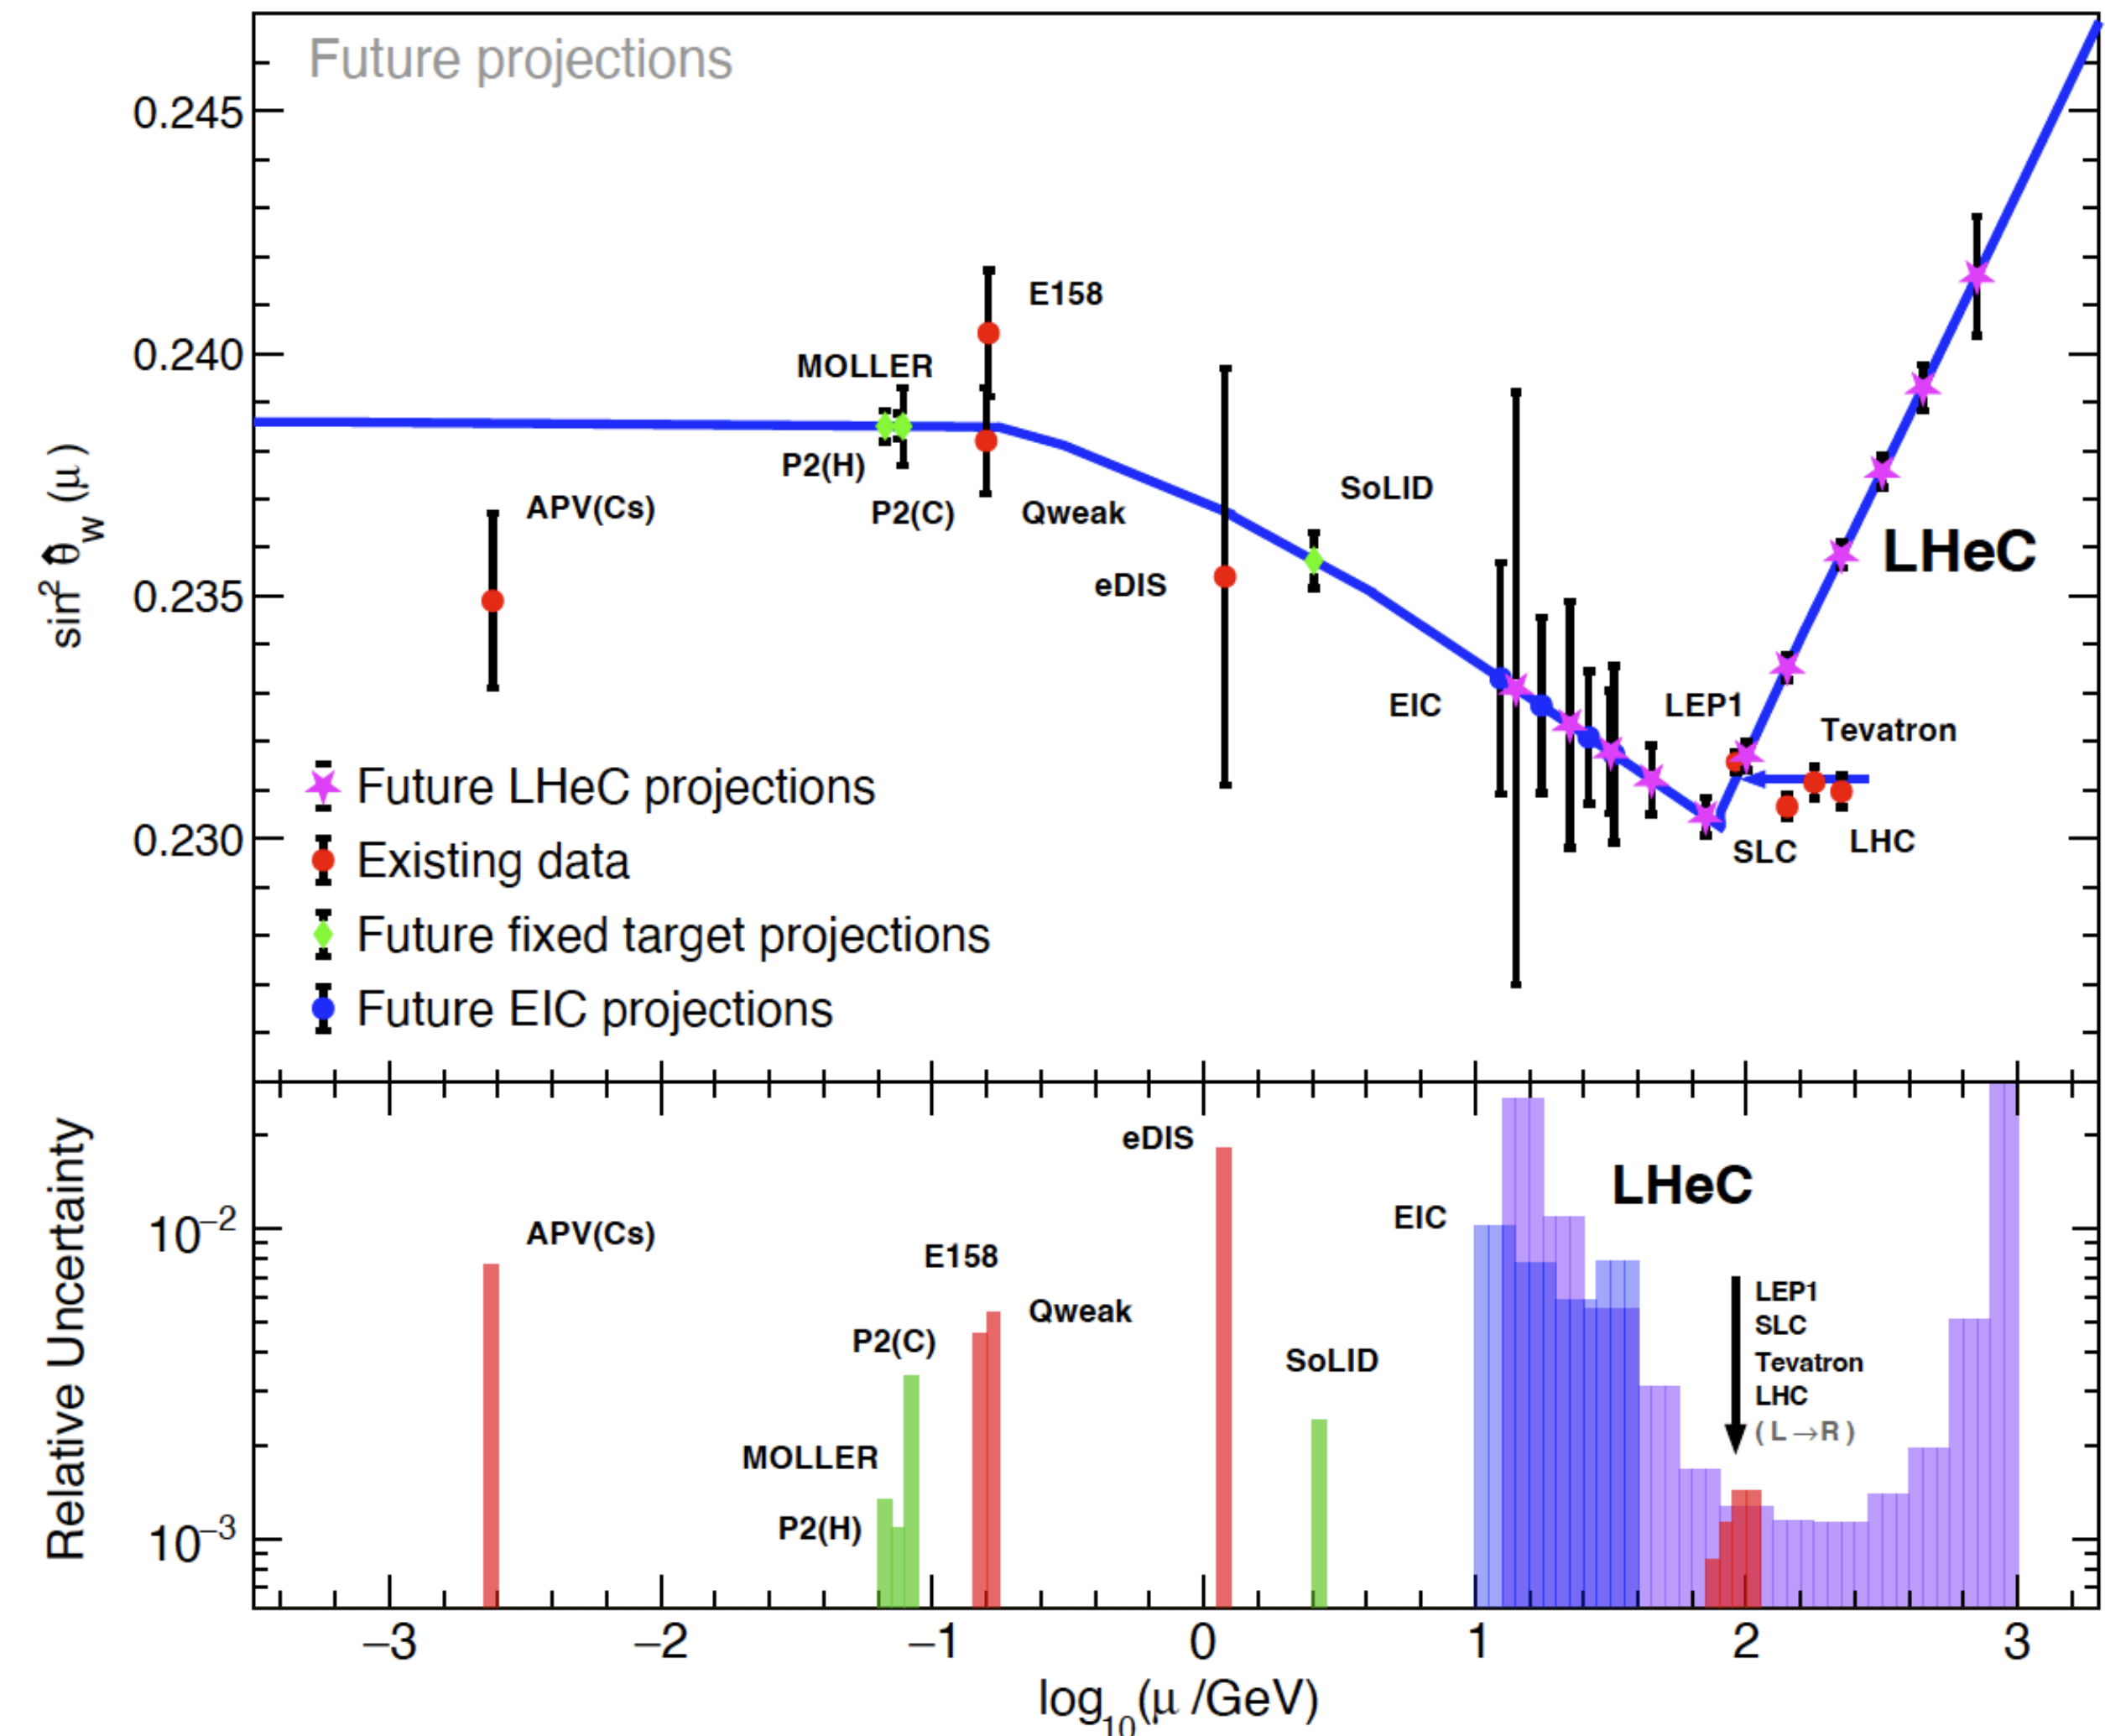 Future projections
0.245
E158
0.240
MOLLER
P2(H)
SoLID
APV(Cs)
P2(C)
Qweak
sin² θ̂_W (μ)
LHeC
0.235
eDIS
EIC
LEP1
Tevatron
Future LHeC projections
0.230
SLC
LHC
Existing data
Future fixed target projections
Future EIC projections
eDIS
LHeC
EIC
10⁻²
APV(Cs)
E158
LEP1
Qweak
SLC
P2(C)
SoLID
Tevatron
LHC
( L →R )
MOLLER
P2(H)
10⁻³
Relative Uncertainty
−3 −2 −1 0 1 2 3
log₁₀(μ /GeV)